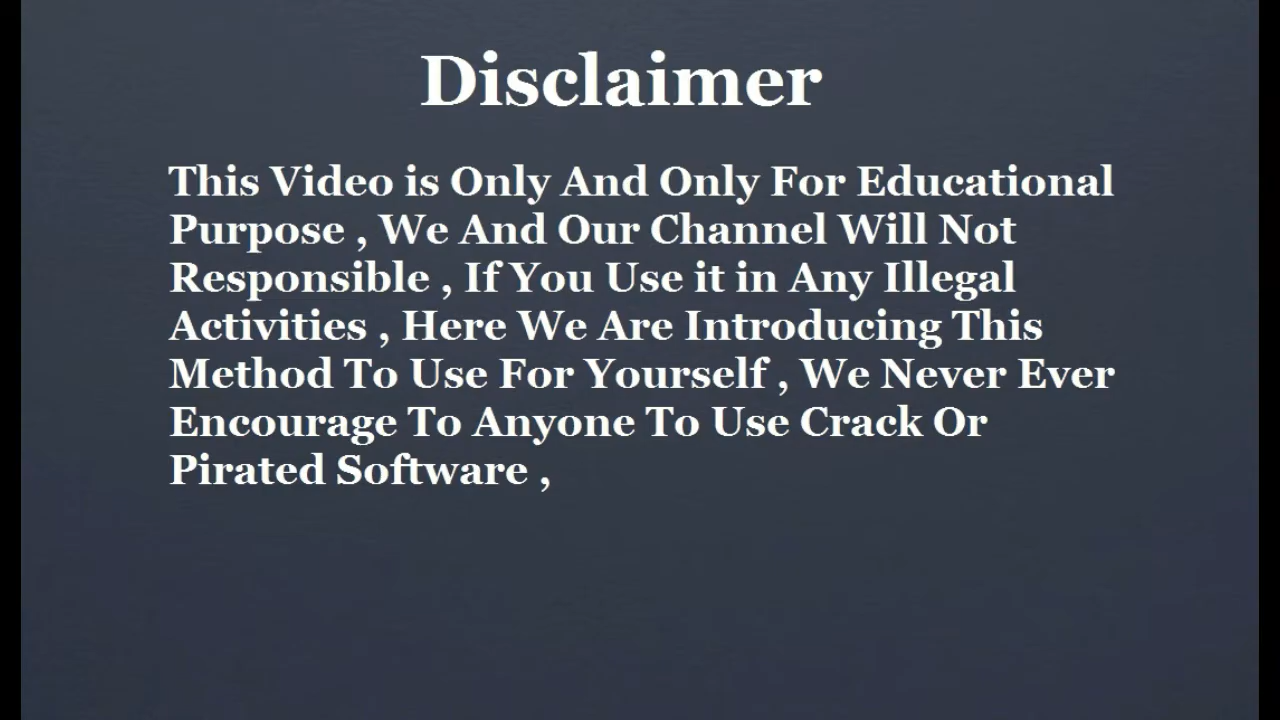 Disclaimer
This Video is Only And Only For Educational
Purpose , We And Our Channel Will Not
Responsible , If You Use it in Any Illegal
Activities , Here We Are Introducing This
Method To Use For Yourself , We Never Ever
Encourage To Anyone To Use Crack Or
Pirated Software ,